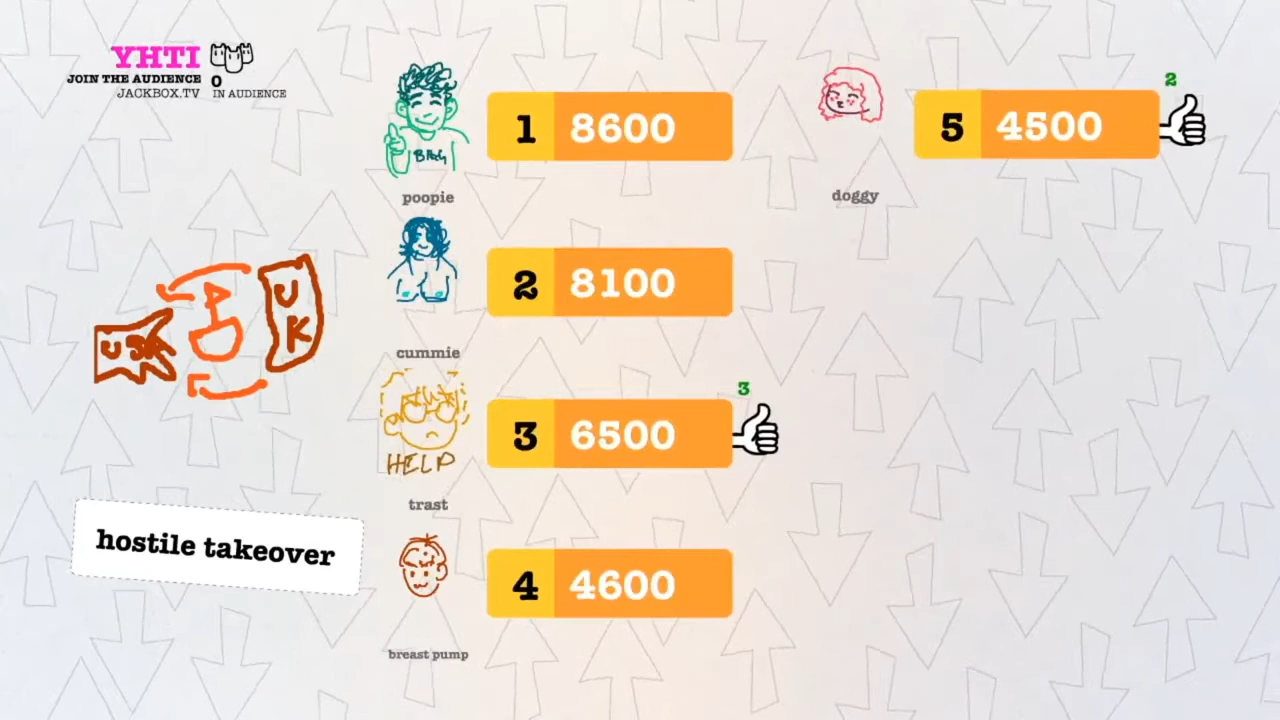 YHTI
JOIN THE AUDIENCE
JACKBOX.TV
0
IN AUDIENCE
1 8600
poopie
2 8100
cummie
HELP
3 6500
3
trast
4 4600
breast pump
5 4500
2
doggy
USA
UK
hostile takeover